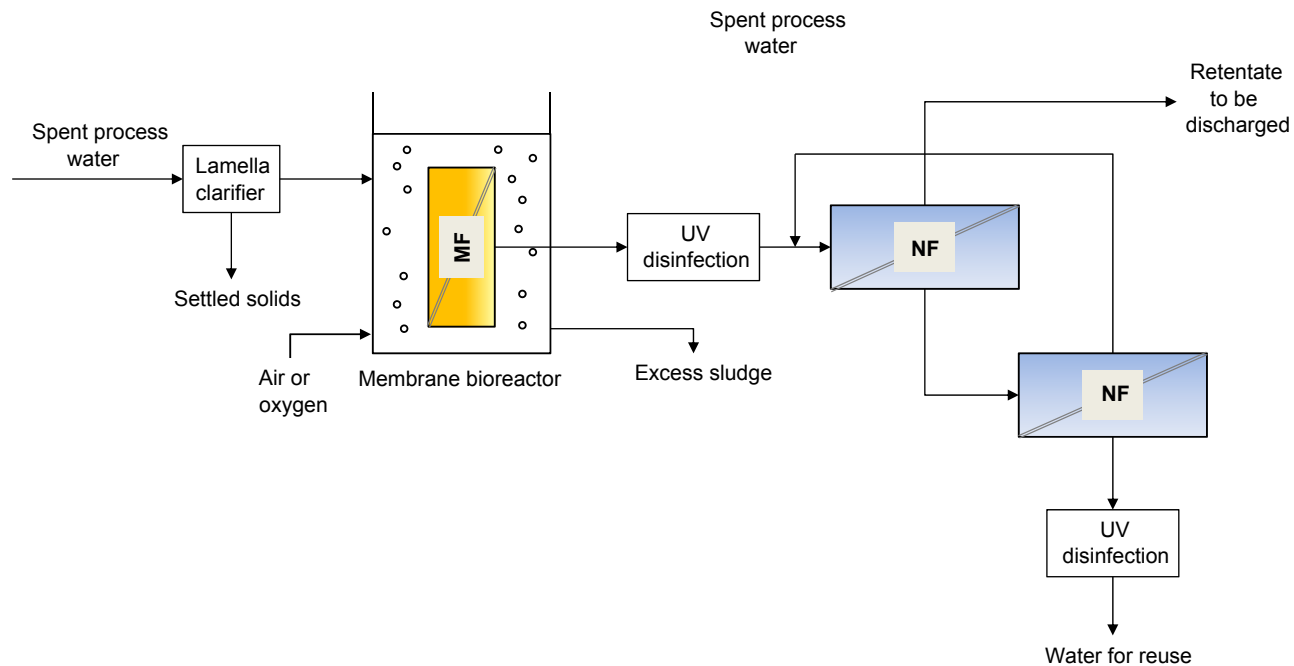 Spent process
water
Retentate
to be
discharged
Spent process
water
Lamella
clarifier
MF
UV
disinfection
NF
Settled solids
Air or
oxygen
Membrane bioreactor
Excess sludge
NF
UV
disinfection
Water for reuse